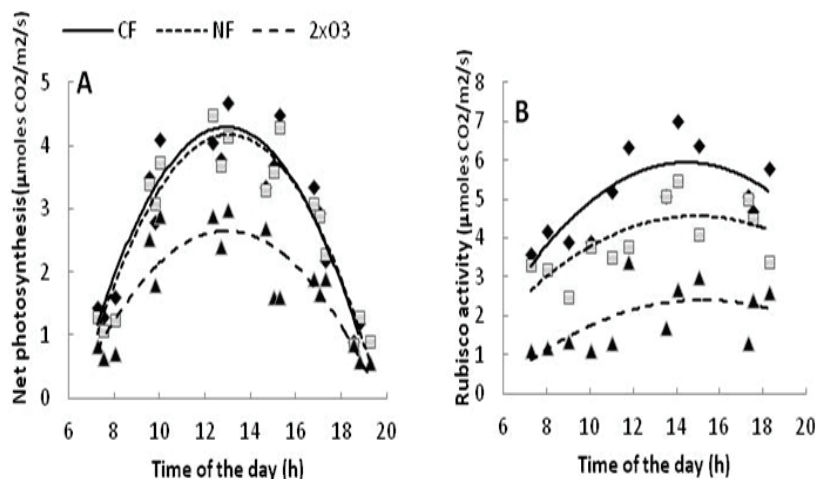 CF NF 2xO3
A
Net photosynthesis(µmoles CO2/m2/s)
5
4
3
2
1
0
6 8 10 12 14 16 18 20
Time of the day (h)
B
Rubisco activity (µmoles CO2/m2/s)
8
7
6
5
4
3
2
1
0
6 8 10 12 14 16 18 20
Time of the day (h)